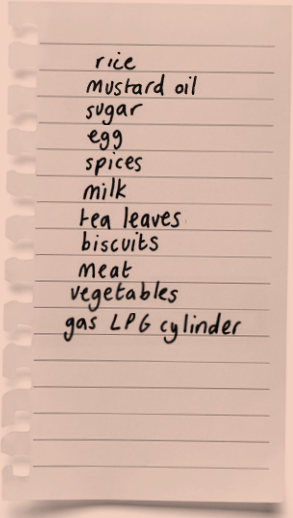 rice
mustard oil
sugar
egg
spices
milk
tea leaves
biscuits
meat
vegetables
gas LPG cylinder